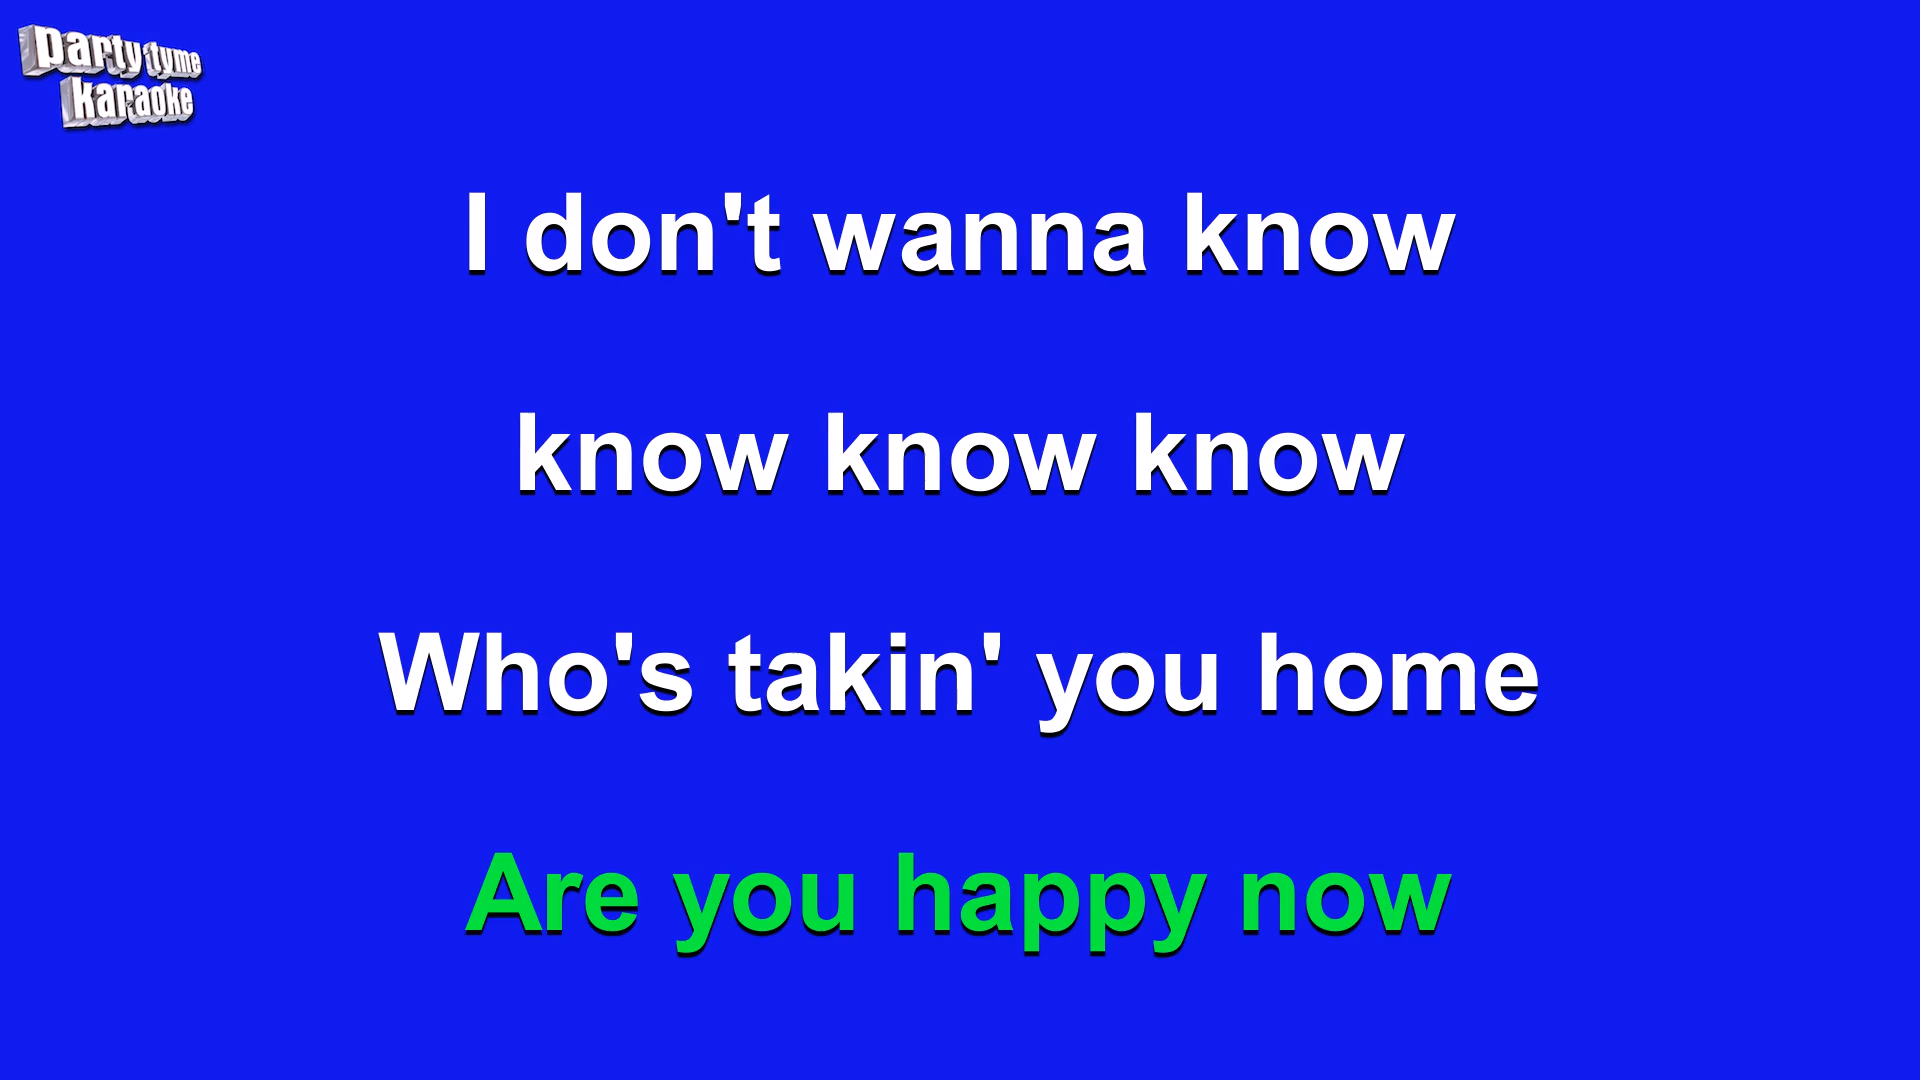 party tyme
karaoke
I don't wanna know
know know know
Who's takin' you home
Are you happy now